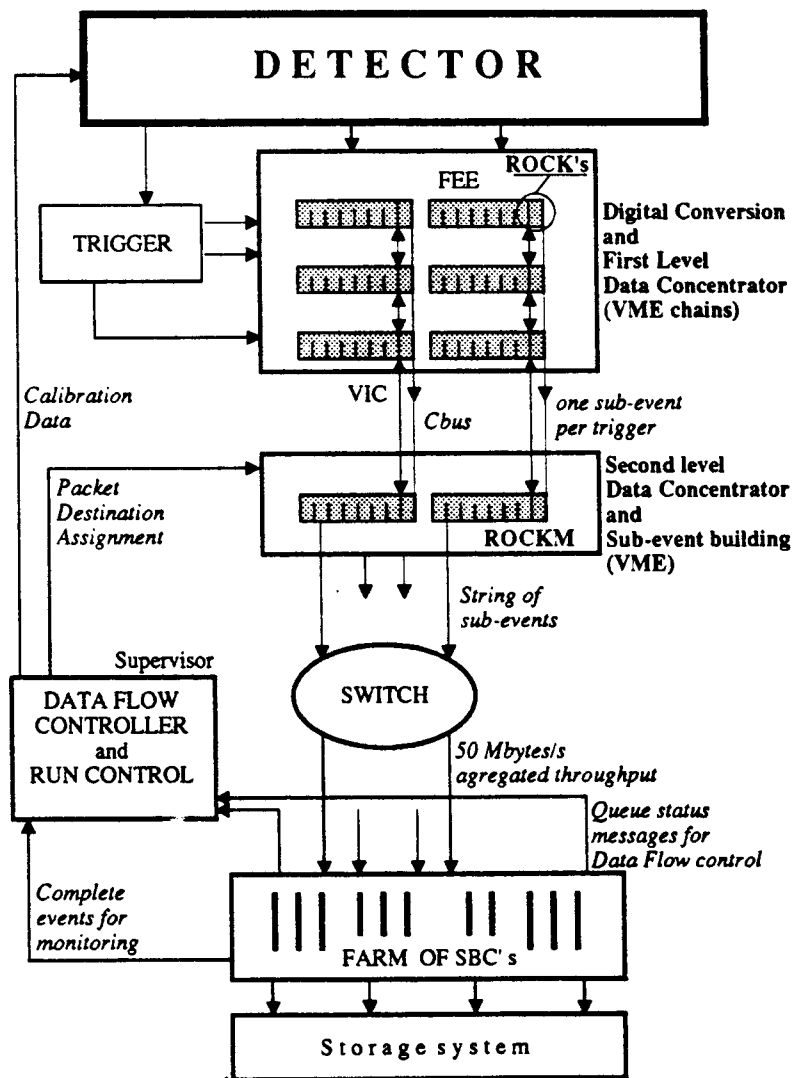 DETECTOR
ROCK's
FEE
TRIGGER
Digital Conversion
and
First Level
Data Concentrator
(VME chains)
Calibration
Data
VIC
Cbus
one sub-event
per trigger
Packet
Destination
Assignment
Second level
Data Concentrator
and
Sub-event building
(VME)
ROCKM
String of
sub-events
Supervisor
DATA FLOW
CONTROLLER
and
RUN CONTROL
SWITCH
50 Mbytes/s
agregated throughput
Queue status
messages for
Data Flow control
Complete
events for
monitoring
FARM OF SBC's
Storage system